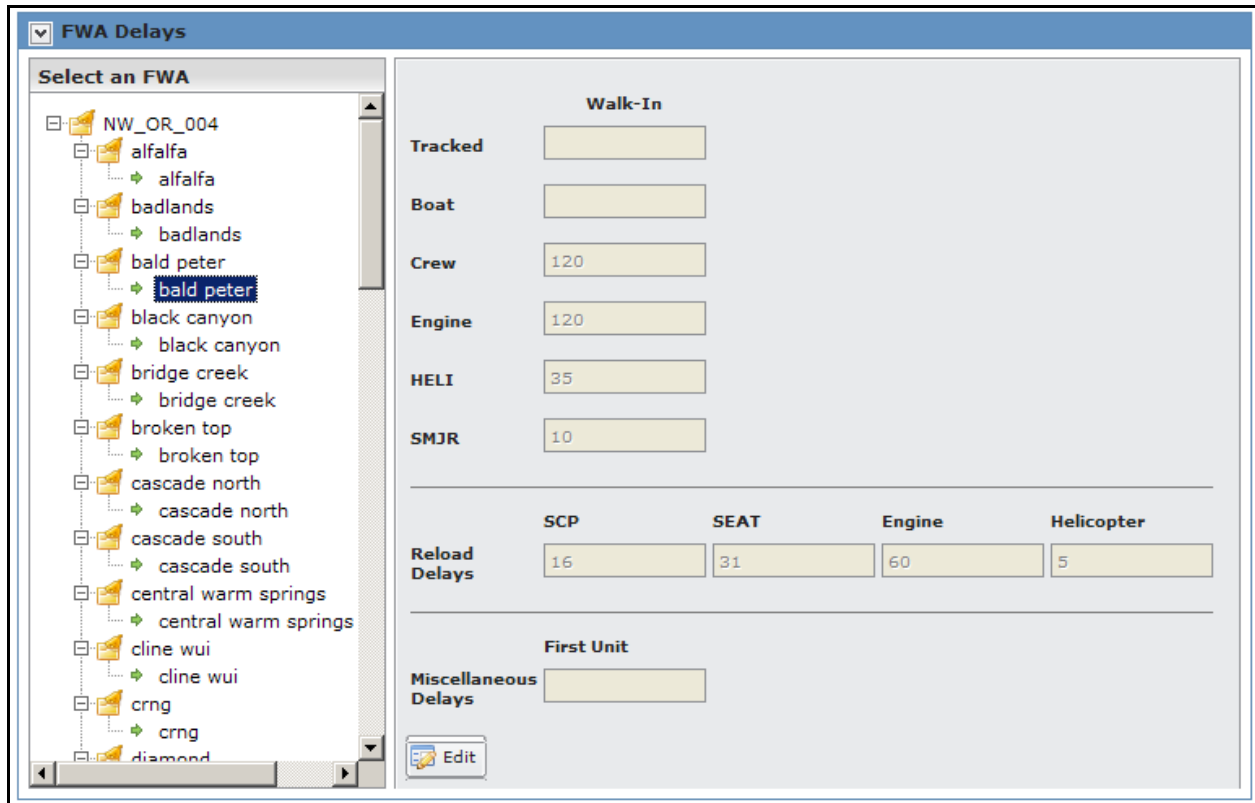 FWA Delays
Select an FWA
NW_OR_004
alfalfa
alfalfa
badlands
badlands
bald peter
bald peter
black canyon
black canyon
bridge creek
bridge creek
broken top
broken top
cascade north
cascade north
cascade south
cascade south
central warm springs
central warm springs
cline wui
cline wui
crng
crng
diamond
Walk-In
Tracked
Boat
Crew 120
Engine 120
HELI 35
SMJR 10
SCP SEAT Engine Helicopter
Reload
Delays
16 31 60 5
First Unit
Miscellaneous
Delays
Edit